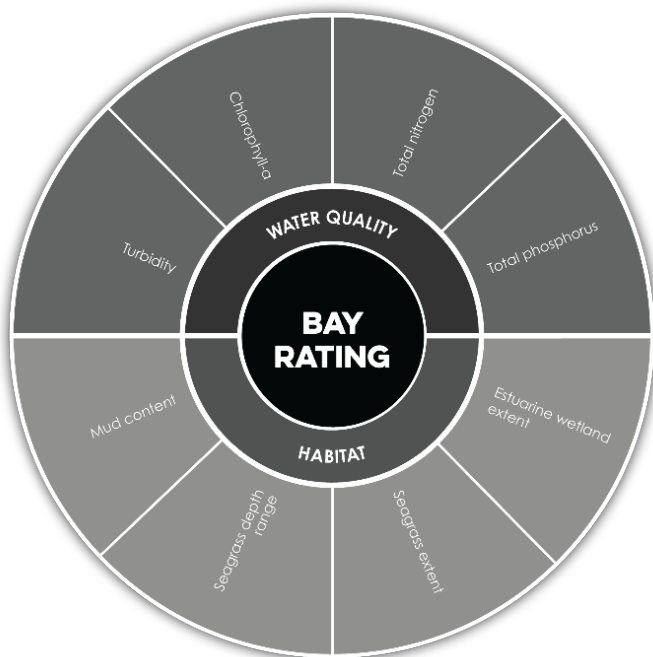 Chlorophyll-a
Total nitrogen
Turbidity
Total phosphorus
WATER QUALITY
BAY
RATING
HABITAT
Mud content
Estuarine wetland
extent
Seagrass depth
range
Seagrass extent